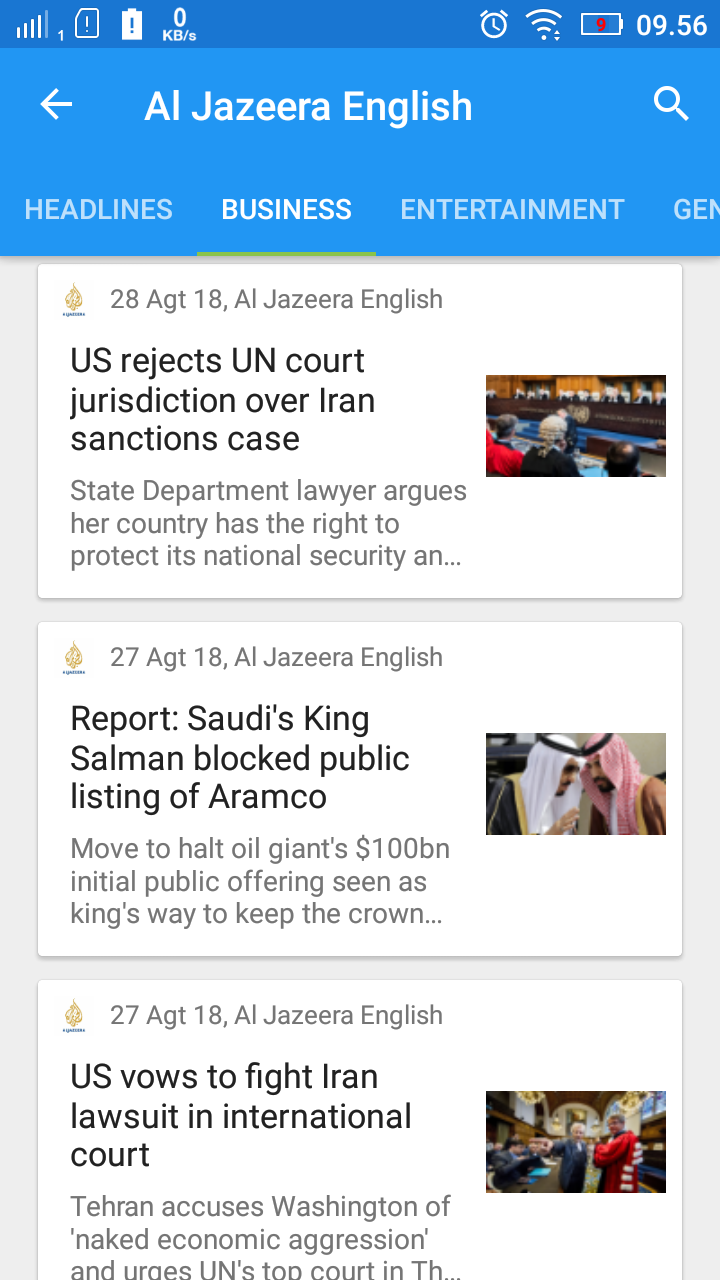 1
0
KB/s
9
09.56
Al Jazeera English
HEADLINES
BUSINESS
ENTERTAINMENT
GEN
28 Agt 18, Al Jazeera English
US rejects UN court
jurisdiction over Iran
sanctions case
State Department lawyer argues
her country has the right to
protect its national security an...
27 Agt 18, Al Jazeera English
Report: Saudi's King
Salman blocked public
listing of Aramco
Move to halt oil giant's $100bn
initial public offering seen as
king's way to keep the crown...
27 Agt 18, Al Jazeera English
US vows to fight Iran
lawsuit in international
court
Tehran accuses Washington of
'naked economic aggression'
and urges UN's top court in Th...